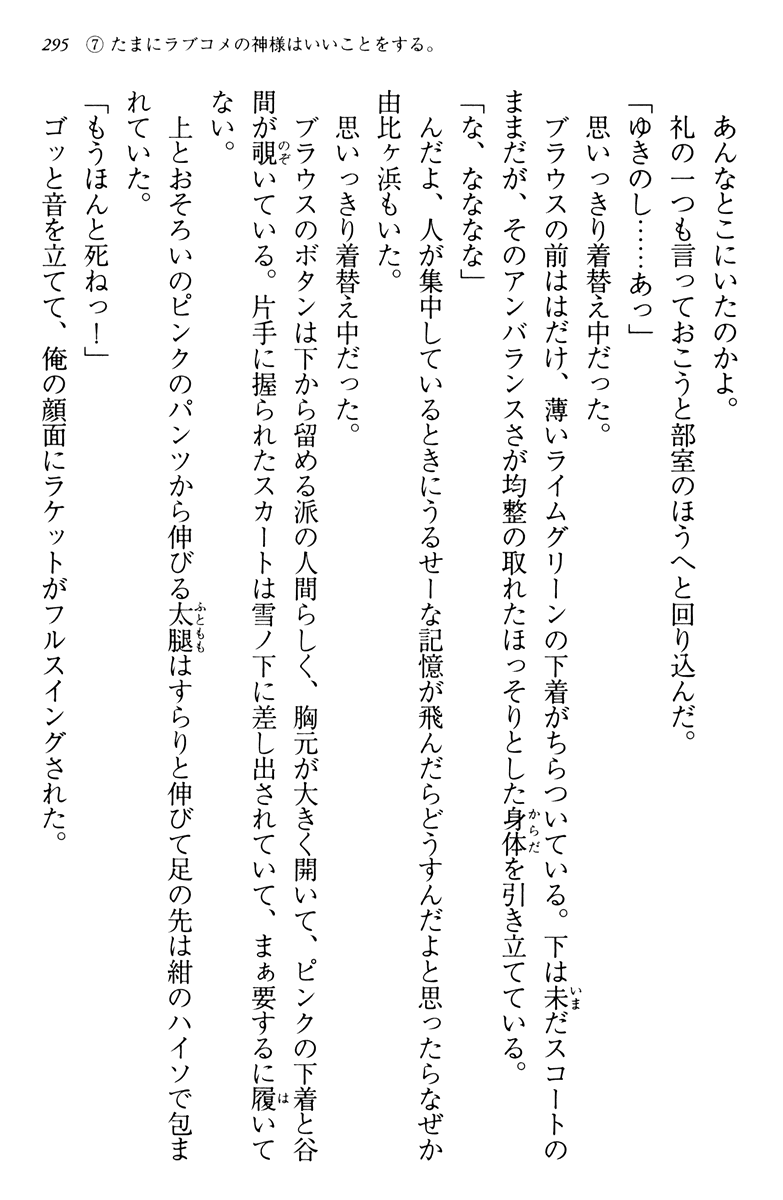 295 ⑦ たまにラブコメの神様はいいことをする。
あんなとこにいたのかよ。
礼の一つも言っておこうと部室のほうへと回り込んだ。
「ゆきのし……あっ」
思いっきり着替え中だった。
ブラウスの前ははだけ、薄いライムグリーンの下着がちらついている。下は未だスコートの
ままだが、そのアンバランスさが均整の取れたほっそりとした身体を引き立てている。
「な、なななな」
んだよ、人が集中しているときにうるせーな記憶が飛んだらどうすんだよと思ったらなぜか
由比ヶ浜もいた。
思いっきり着替え中だった。
ブラウスのボタンは下から留める派の人間らしく、胸元が大きく開いて、ピンクの下着と谷
間が覗いている。片手に握られたスカートは雪ノ下に差し出されていて、まぁ要するに履いて
ない。
上とおそろいのピンクのパンツから伸びる太腿はすらりと伸びて足の先は紺のハイソで包ま
れていた。
「もうほんと死ねっ！」
ゴッと音を立てて、俺の顔面にラケットがフルスイングされた。